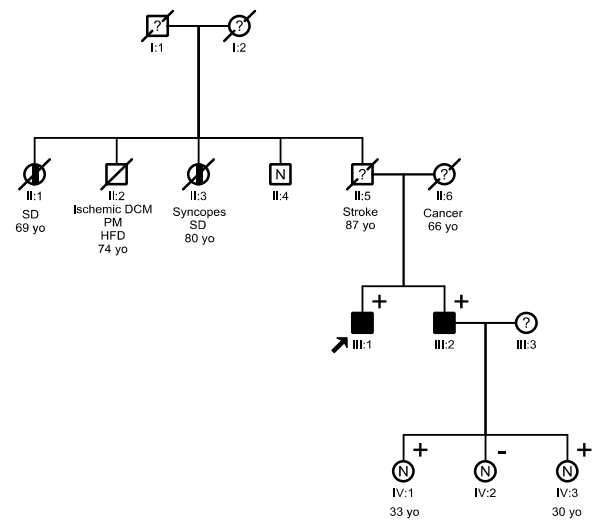 ? ?
I:1 I:2
N ? ?
II:1 II:2 II:3 II:4 II:5 II:6
SD Ischemic DCM Syncopes Stroke Cancer
69 yo PM SD 87 yo 66 yo
HFD 80 yo
74 yo
+ +
?
III:1 III:2 III:3
+ - +
N N N
IV:1 IV:2 IV:3
33 yo 30 yo